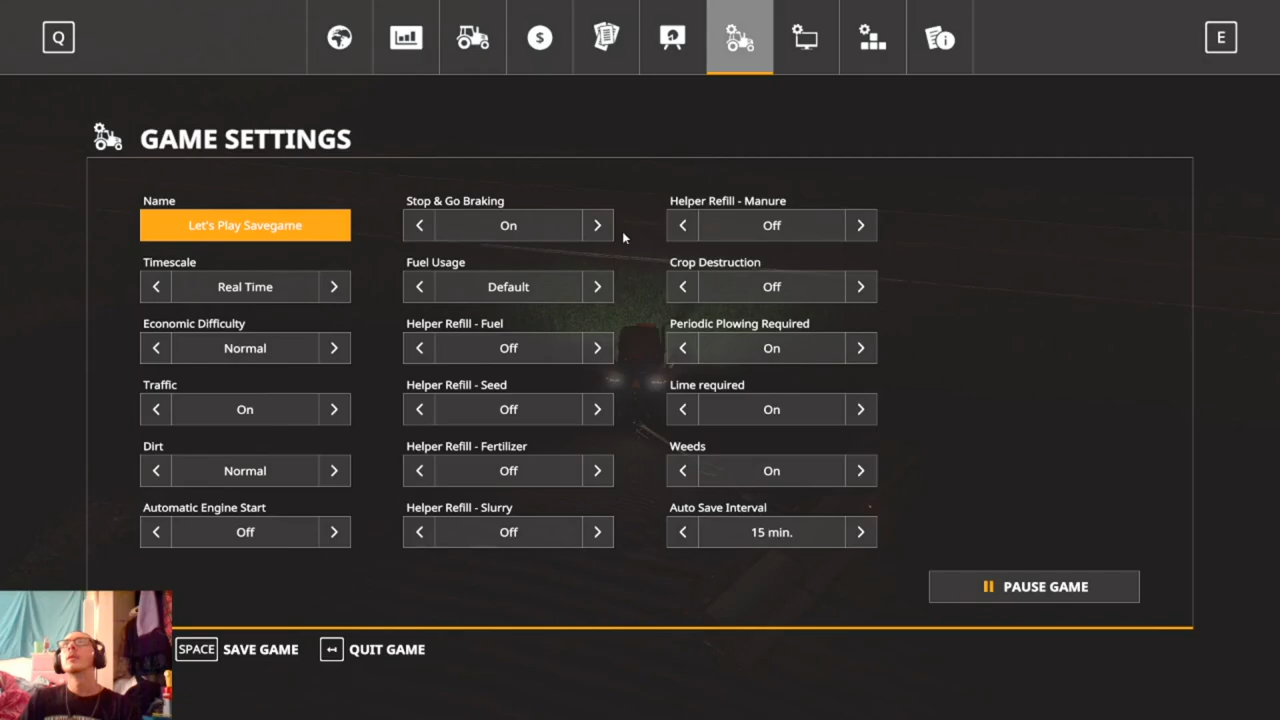 Q
E
GAME SETTINGS
Name
Let's Play Savegame
Timescale
Real Time
Economic Difficulty
Normal
Traffic
On
Dirt
Normal
Automatic Engine Start
Off
Stop & Go Braking
On
Fuel Usage
Default
Helper Refill - Fuel
Off
Helper Refill - Seed
Off
Helper Refill - Fertilizer
Off
Helper Refill - Slurry
Off
Helper Refill - Manure
Off
Crop Destruction
Off
Periodic Plowing Required
On
Lime required
On
Weeds
On
Auto Save Interval
15 min.
PAUSE GAME
SPACE SAVE GAME
QUIT GAME